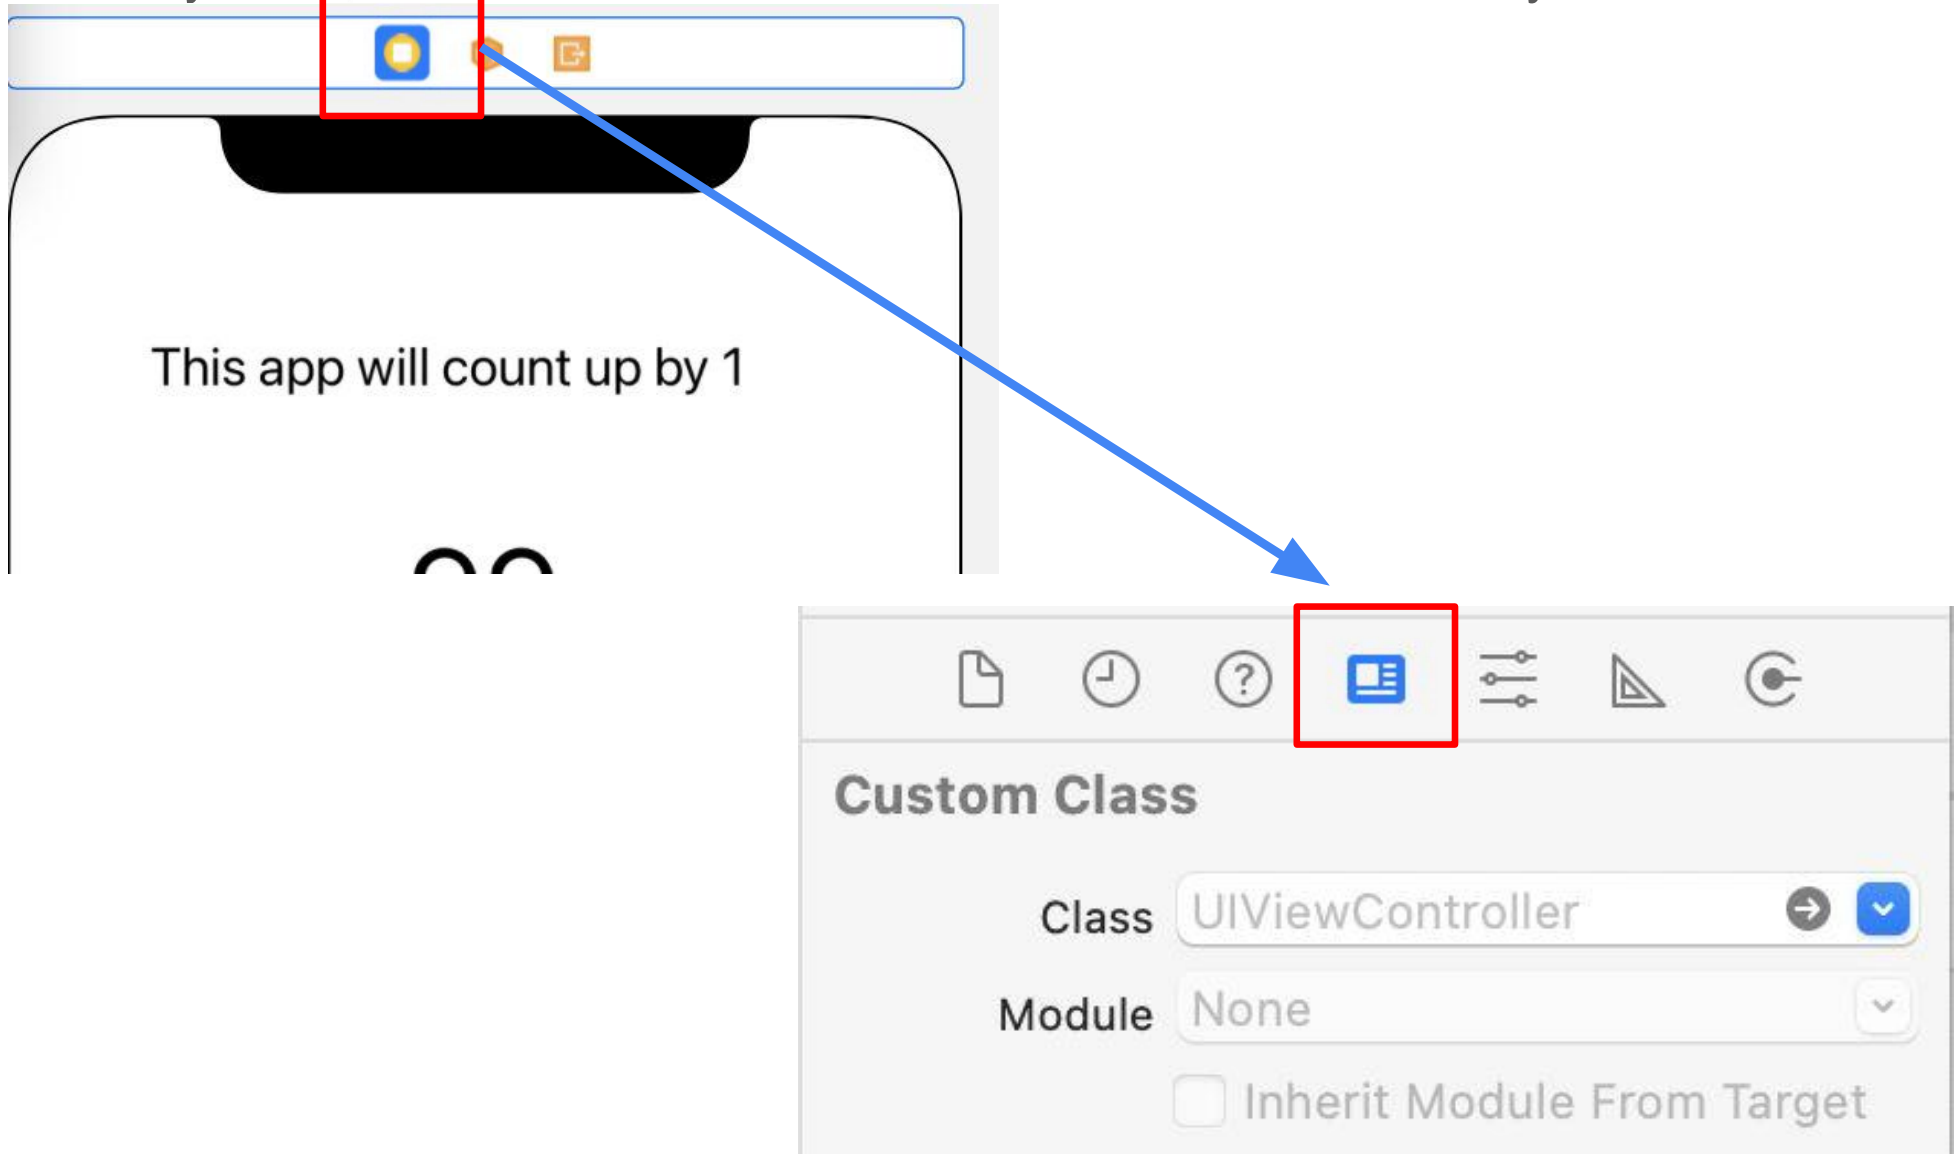 This app will count up by 1
Custom Class
Class UIViewController
Module None
Inherit Module From Target